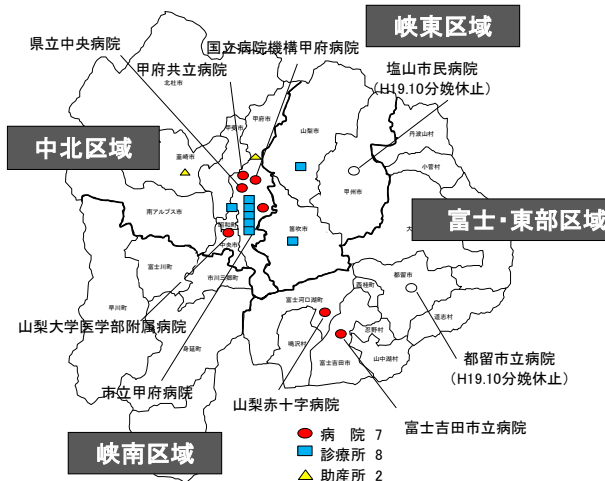 峡東区域
県立中央病院
国立病院機構甲府病院
甲府共立病院
塩山市民病院
(H19.10分娩休止)
北杜市
甲府市
甲斐市
山梨市
丹波山村
中北区域
韮崎市
小菅村
甲州市
南アルプス市
昭和町
笛吹市
富士・東部区域
大
中央市
富士川町
市川三郷町
都留市
西桂町
早川町
富士河口湖町
道志村
山梨大学医学部附属病院
忍野村
鳴沢村
身延町
山中湖村
富士吉田市
都留市立病院
(H19.10分娩休止)
市立甲府病院
山梨赤十字病院
富士吉田市立病院
峡南区域
病 院 7
診療所 8
助産所 2